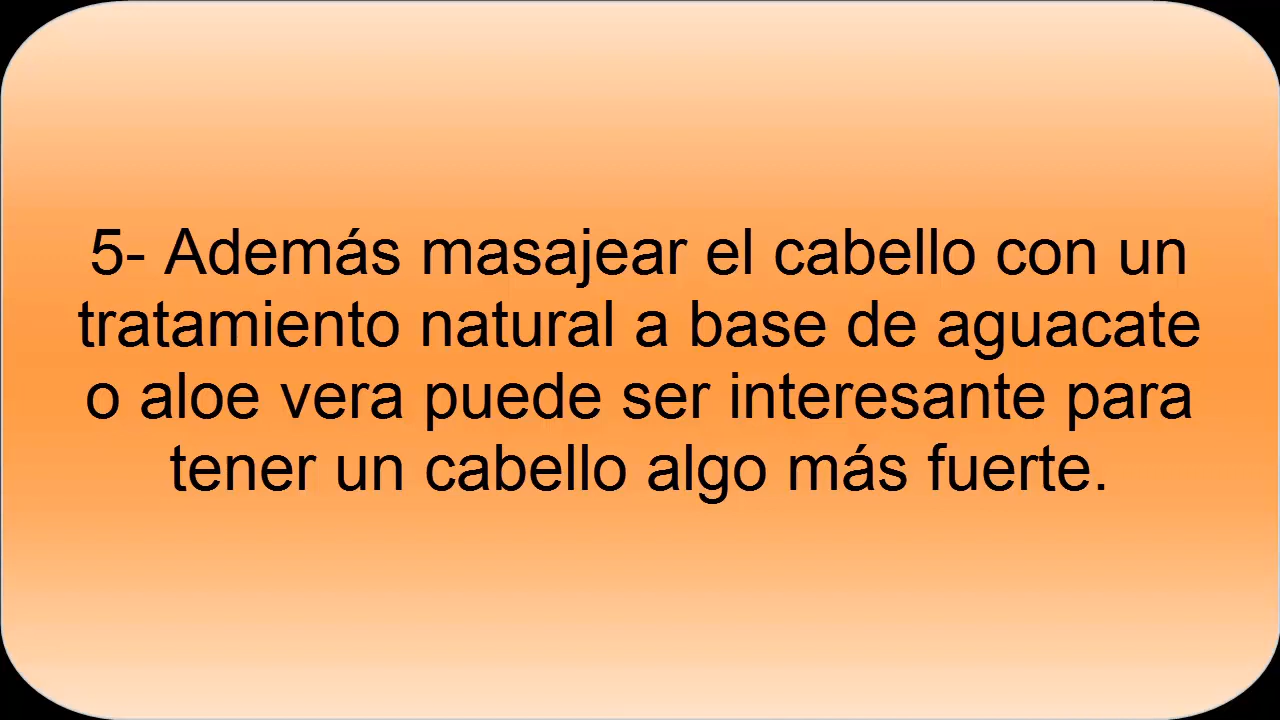 5- Además masajear el cabello con un
tratamiento natural a base de aguacate
o aloe vera puede ser interesante para
tener un cabello algo más fuerte.